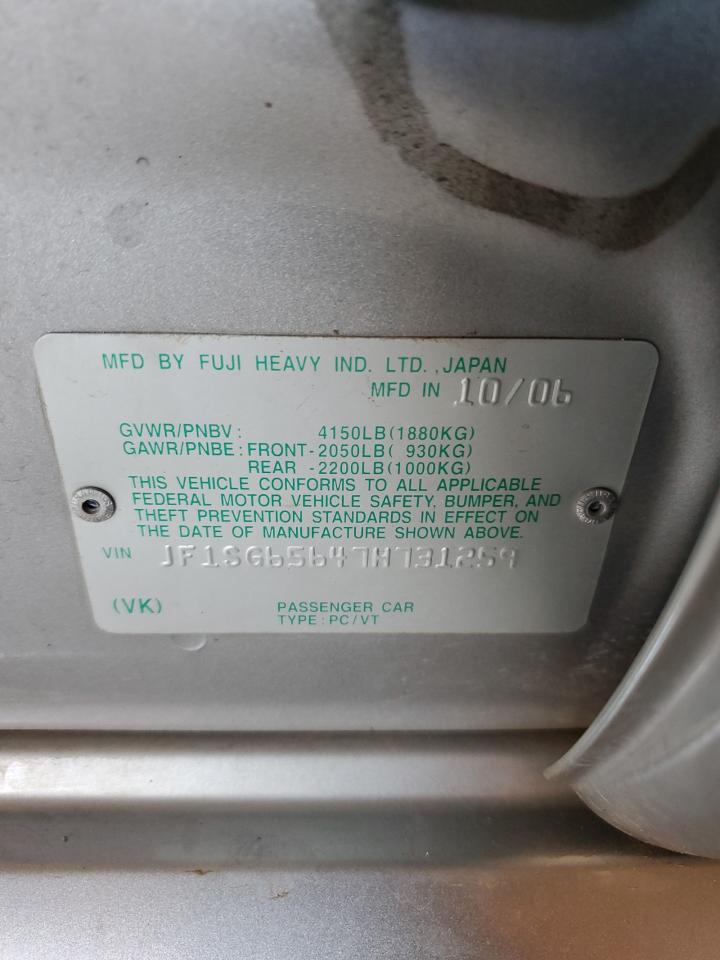 MFD BY FUJI HEAVY IND. LTD., JAPAN
MFD IN 10/06
GVWR/PNBV: 4150LB(1880KG)
GAWR/PNBE: FRONT-2050LB( 930KG)
REAR -2200LB(1000KG)
THIS VEHICLE CONFORMS TO ALL APPLICABLE
FEDERAL MOTOR VEHICLE SAFETY, BUMPER, AND
THEFT PREVENTION STANDARDS IN EFFECT ON
THE DATE OF MANUFACTURE SHOWN ABOVE.
VIN JF1SG65647H731259
(VK) PASSENGER CAR
TYPE: PC/VT